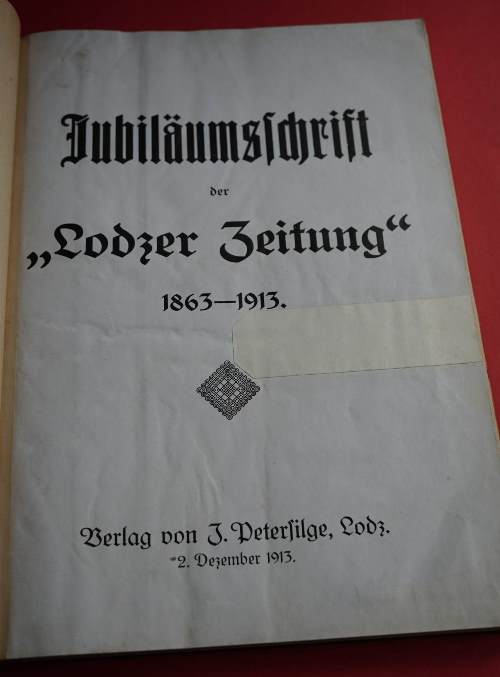 Jubiläumsschrift
der
„Lodzer Zeitung“
1863—1913.
Verlag von J. Petersilge, Lodz.
2. Dezember 1913.